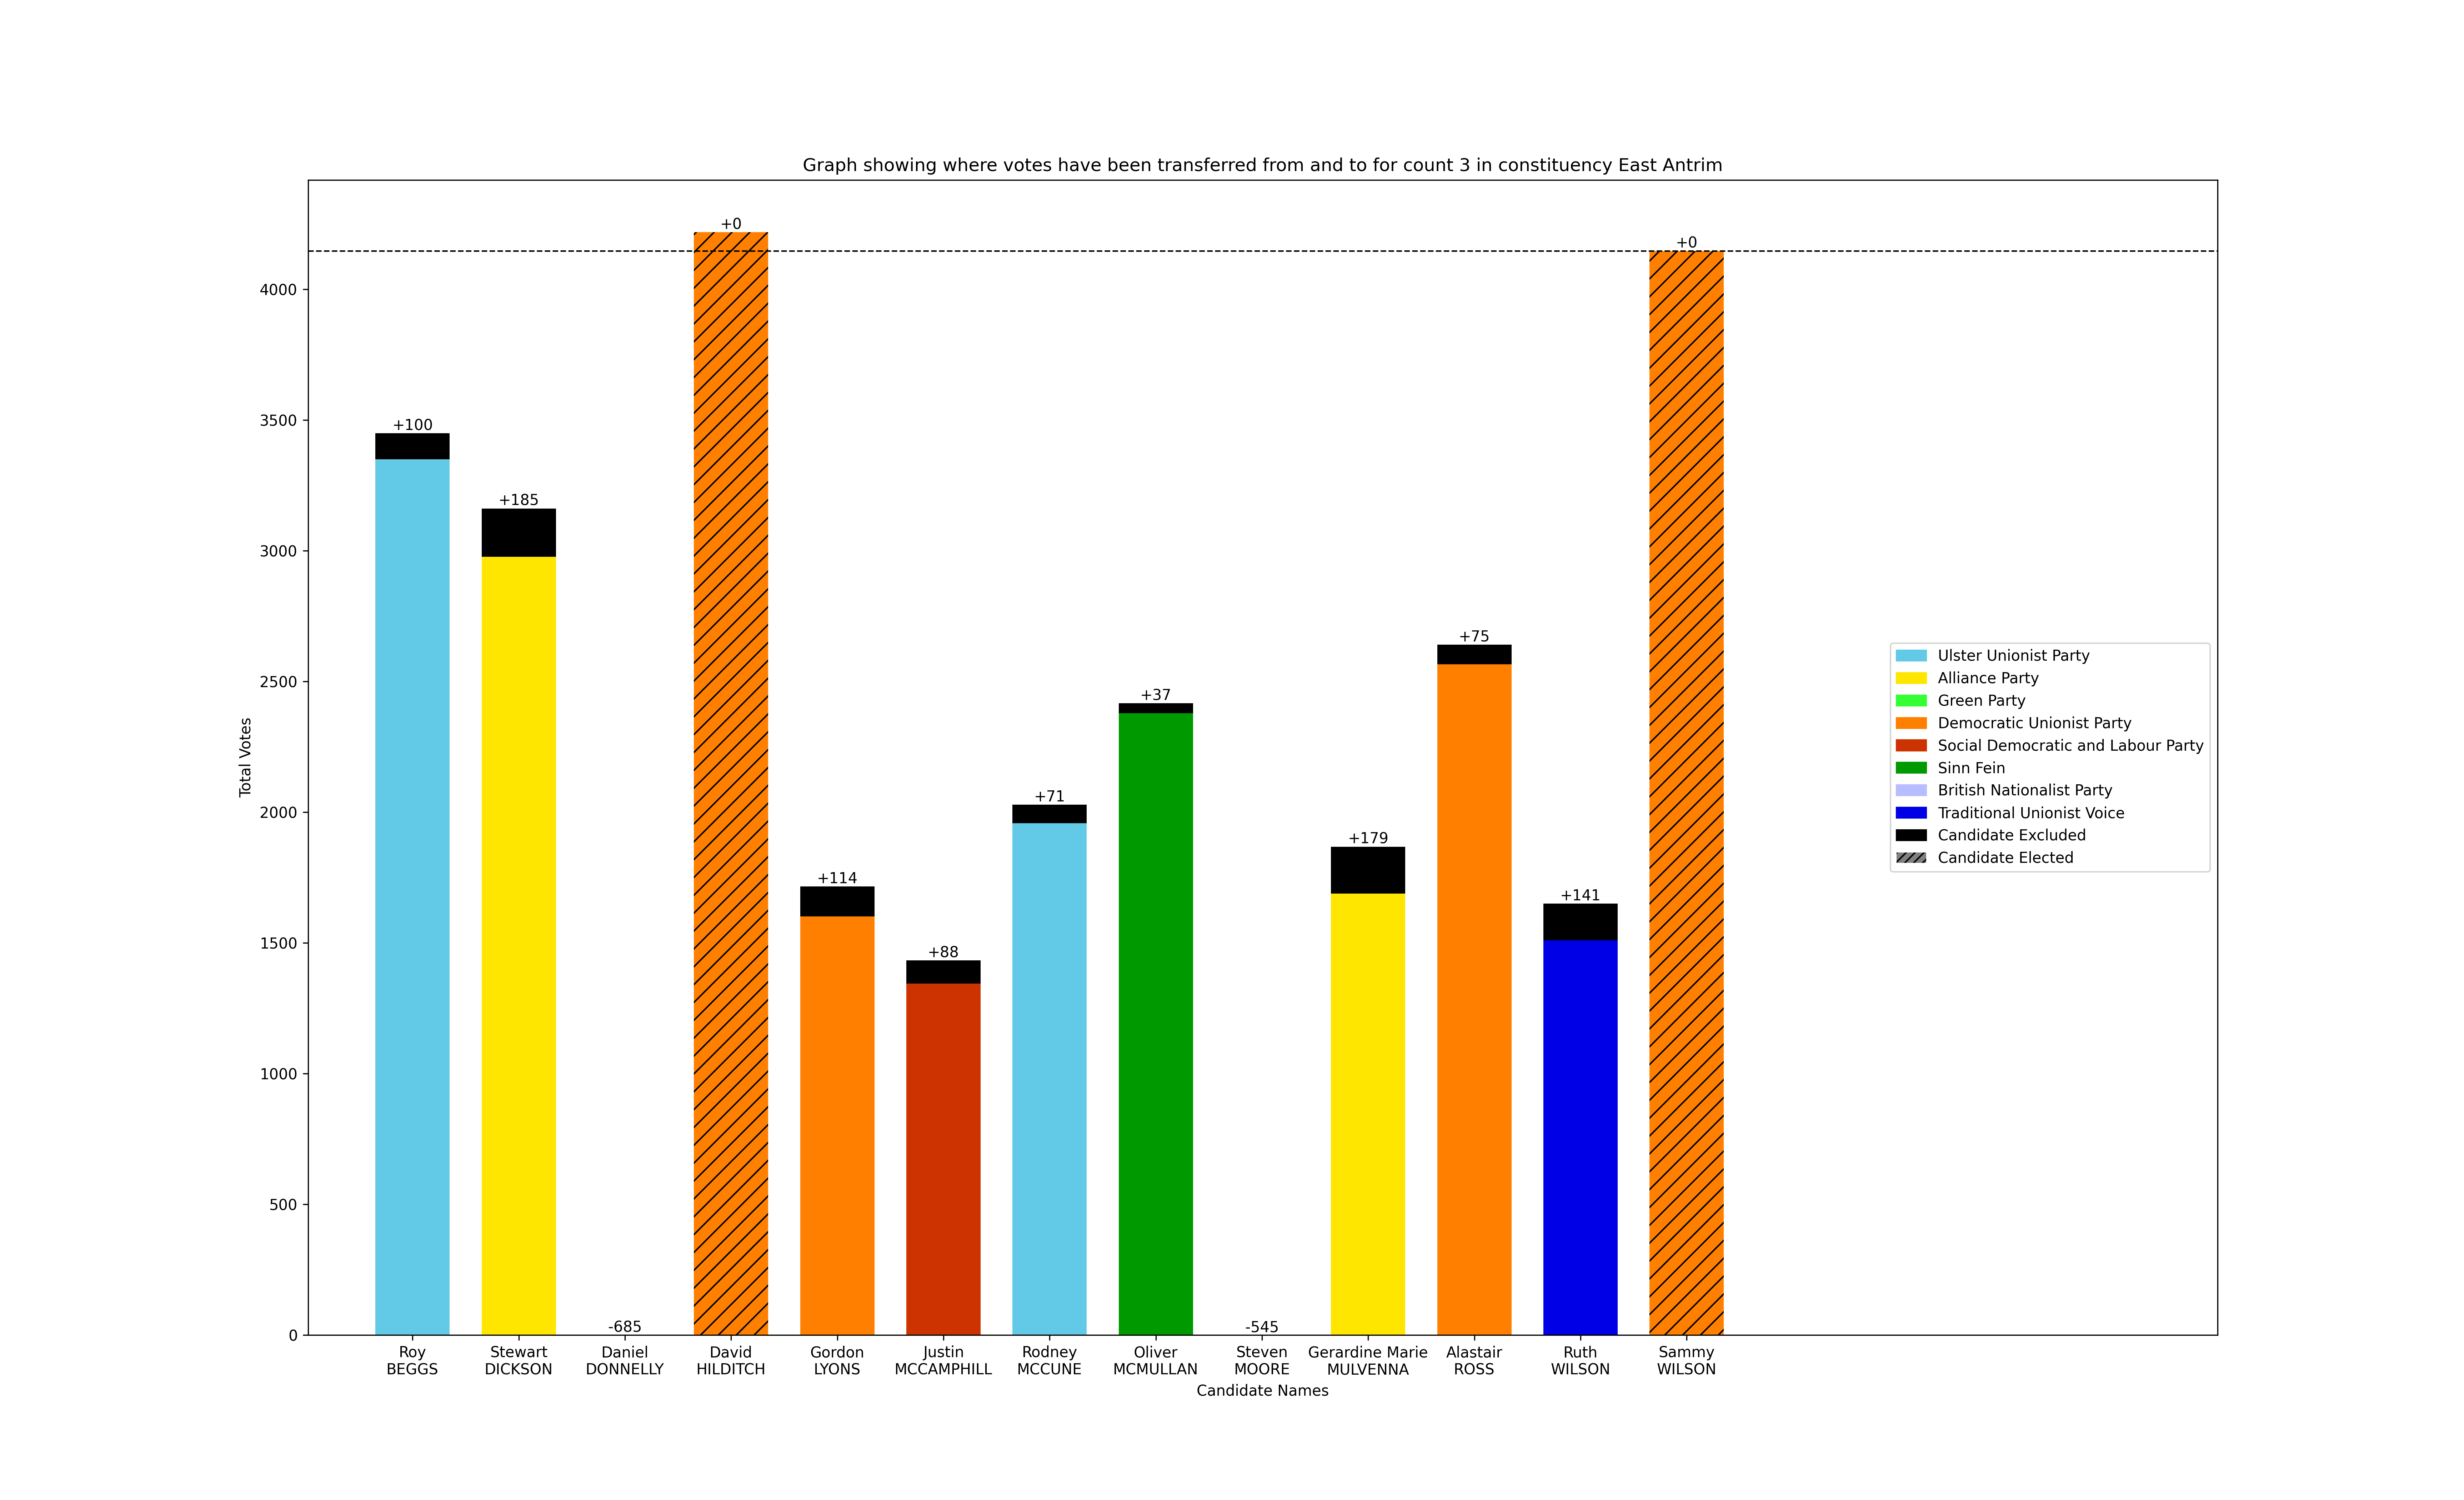 Graph showing where votes have been transferred from and to for count 3 in constituency East Antrim
Total Votes
4000
3500
3000
2500
2000
1500
1000
500
0
+100
+185
-685
+0
+114
+88
+71
+37
-545
+179
+75
+141
+0
Roy
BEGGS
Stewart
DICKSON
Daniel
DONNELLY
David
HILDITCH
Gordon
LYONS
Justin
MCCAMPHILL
Rodney
MCCUNE
Oliver
MCMULLAN
Steven
MOORE
Gerardine Marie
MULVENNA
Alastair
ROSS
Ruth
WILSON
Sammy
WILSON
Candidate Names
Ulster Unionist Party
Alliance Party
Green Party
Democratic Unionist Party
Social Democratic and Labour Party
Sinn Fein
British Nationalist Party
Traditional Unionist Voice
Candidate Excluded
Candidate Elected